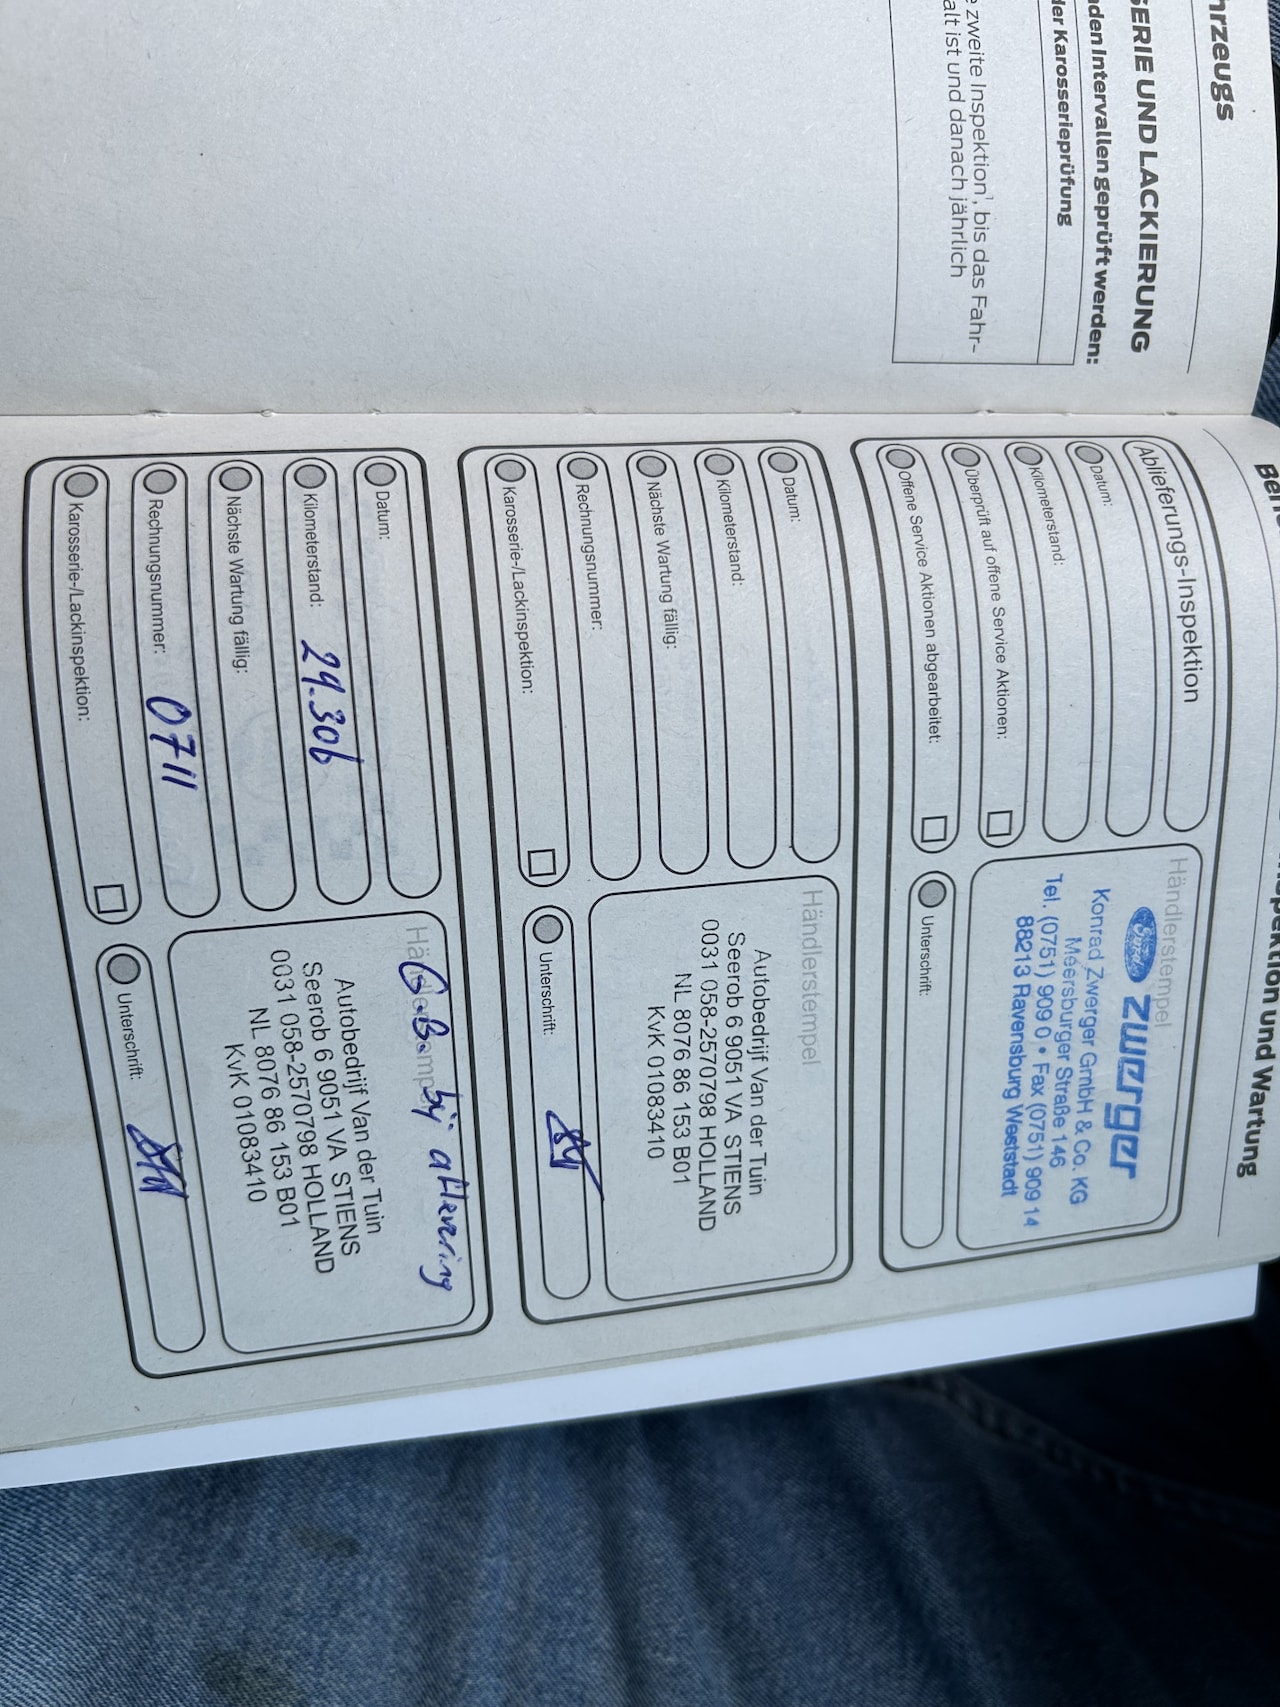 hrzeugs
SERIE UND LACKIERUNG
nden Intervallen geprüft werden:
der Karosserieprüfung
e zweite Inspektion¹, bis das Fahr-
alt ist und danach jährlich
spektion und Wartung
Ablieferungs-Inspektion
Datum:
Kilometerstand:
Überprüft auf offene Service Aktionen:
Offene Service Aktionen abgearbeitet:
Händlerstempel
zwerger
Konrad Zwerger GmbH & Co. KG
Meersburger Straße 146
Tel. (0751) 909 0 • Fax (0751) 909 14
88213 Ravensburg Weststadt
Unterschrift:
Datum:
Kilometerstand:
Nächste Wartung fällig:
Rechnungsnummer:
Karosserie-/Lackinspektion:
Händlerstempel
Autobedrijf Van der Tuin
Seerob 6 9051 VA STIENS
0031 058-2570798 HOLLAND
NL 8076 86 153 B01
KvK 01083410
Unterschrift:
Datum:
Kilometerstand: 29.306
Nächste Wartung fällig:
Rechnungsnummer: 0711
Karosserie-/Lackinspektion:
Händlerstempel
G.B. bij aflevering
Autobedrijf Van der Tuin
Seerob 6 9051 VA STIENS
0031 058-2570798 HOLLAND
NL 8076 86 153 B01
KvK 01083410
Unterschrift: